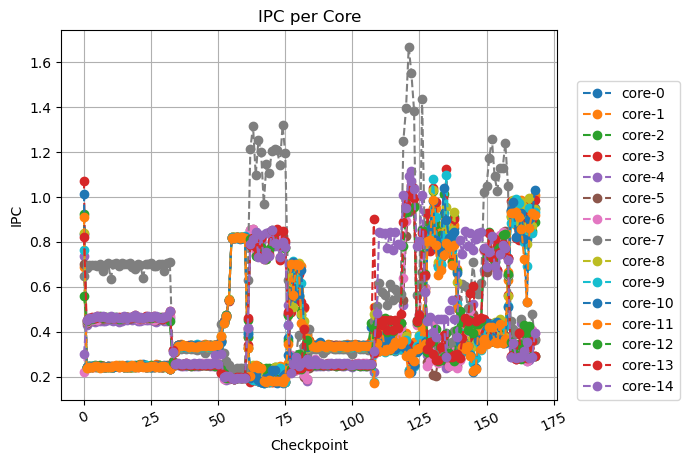 IPC per Core
IPC
1.6
1.4
1.2
1.0
0.8
0.6
0.4
0.2
0
25
50
75
100
125
150
175
Checkpoint
core-0
core-1
core-2
core-3
core-4
core-5
core-6
core-7
core-8
core-9
core-10
core-11
core-12
core-13
core-14